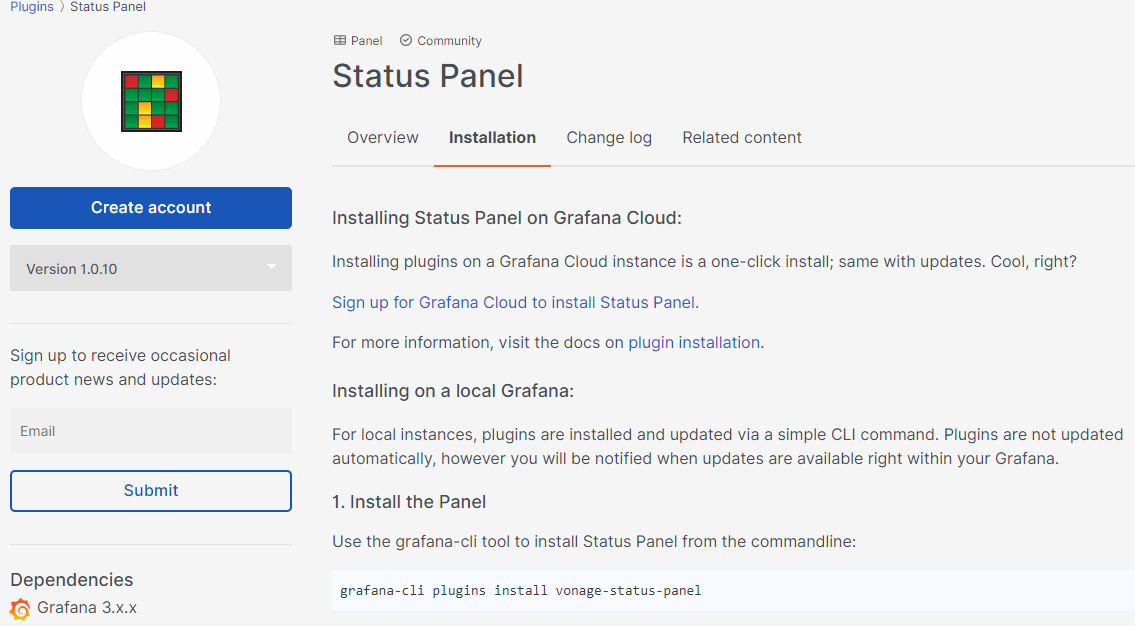 Plugins 〉 Status Panel
Create account
Version 1.0.10
Sign up to receive occasional
product news and updates:
Email
Submit
Dependencies
Grafana 3.x.x
Panel Community
Status Panel
Overview Installation Change log Related content
Installing Status Panel on Grafana Cloud:
Installing plugins on a Grafana Cloud instance is a one-click install; same with updates. Cool, right?
Sign up for Grafana Cloud to install Status Panel.
For more information, visit the docs on plugin installation.
Installing on a local Grafana:
For local instances, plugins are installed and updated via a simple CLI command. Plugins are not updated
automatically, however you will be notified when updates are available right within your Grafana.
1. Install the Panel
Use the grafana-cli tool to install Status Panel from the commandline:
grafana-cli plugins install vonage-status-panel